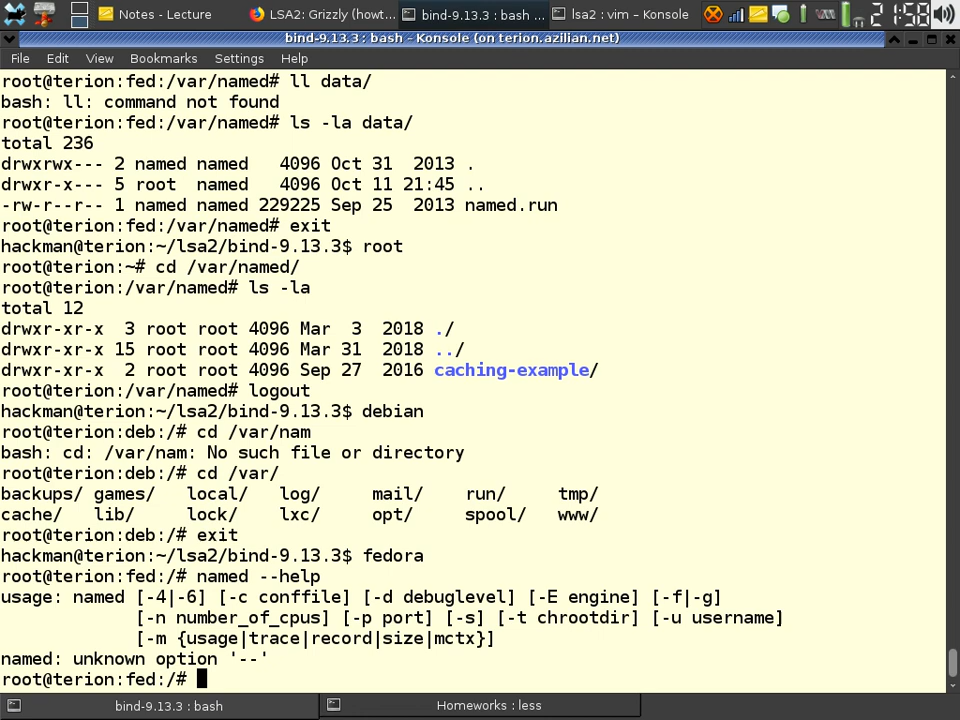 Notes - Lecture
LSA2: Grizzly (howt...
bind-9.13.3 : bash ...
lsa2 : vim – Konsole
2 1:58
bind-9.13.3 : bash – Konsole (on terion.azilian.net)
File Edit View Bookmarks Settings Help
root@terion:fed:/var/named# ll data/
bash: ll: command not found
root@terion:fed:/var/named# ls -la data/
total 236
drwxrwx--- 2 named named   4096 Oct 31  2013 .
drwxr-x--- 5 root  named   4096 Oct 11 21:45 ..
-rw-r--r-- 1 named named 229225 Sep 25  2013 named.run
root@terion:fed:/var/named# exit
hackman@terion:~/lsa2/bind-9.13.3$ root
root@terion:~# cd /var/named/
root@terion:/var/named# ls -la
total 12
drwxr-xr-x  3 root root 4096 Mar  3  2018 ./
drwxr-xr-x 15 root root 4096 Mar 31  2018 ../
drwxr-xr-x  2 root root 4096 Sep 27  2016 caching-example/
root@terion:/var/named# logout
hackman@terion:~/lsa2/bind-9.13.3$ debian
root@terion:deb:/# cd /var/nam
bash: cd: /var/nam: No such file or directory
root@terion:deb:/# cd /var/
backups/ games/   local/   log/     mail/    run/     tmp/
cache/   lib/     lock/    lxc/     opt/     spool/   www/
root@terion:deb:/# exit
hackman@terion:~/lsa2/bind-9.13.3$ fedora
root@terion:fed:/# named --help
usage: named [-4|-6] [-c conffile] [-d debuglevel] [-E engine] [-f|-g]
             [-n number_of_cpus] [-p port] [-s] [-t chrootdir] [-u username]
             [-m {usage|trace|record|size|mctx}]
named: unknown option '--'
root@terion:fed:/#
bind-9.13.3 : bash
Homeworks : less